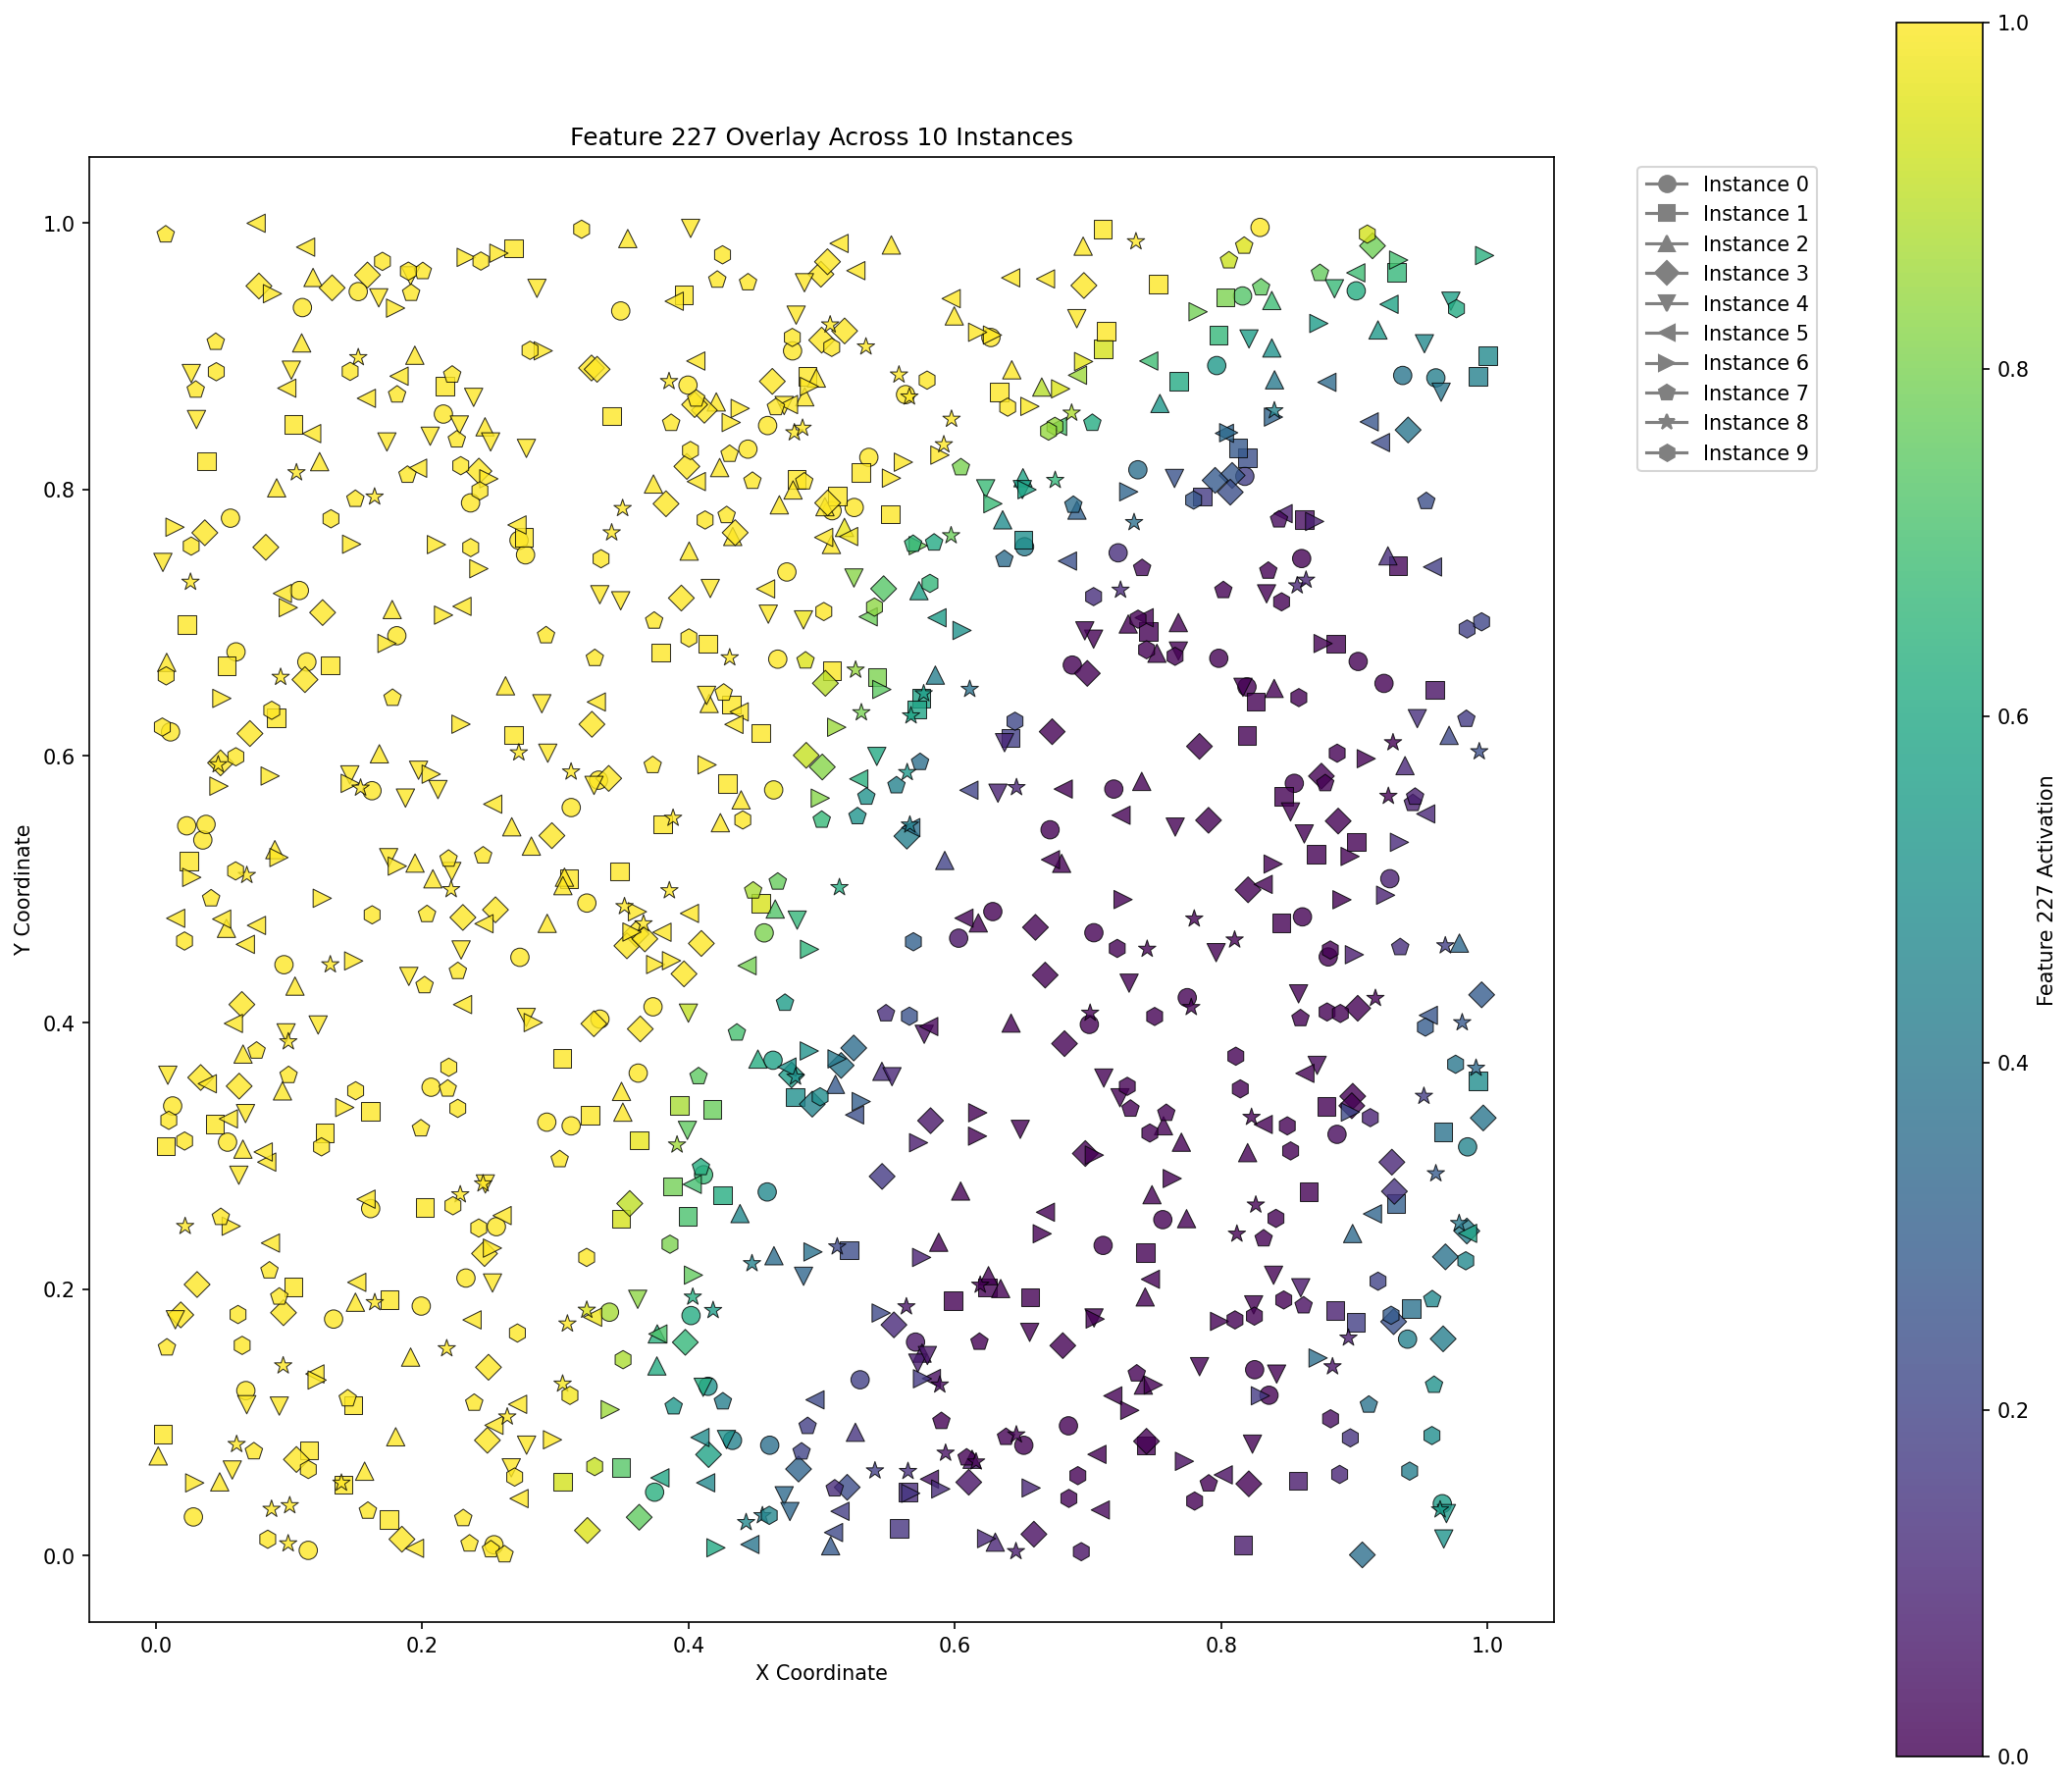 Feature 227 Overlay Across 10 Instances
1.0
0.8
0.6
0.4
0.2
0.0
Y Coordinate
0.0
0.2
0.4
0.6
0.8
1.0
X Coordinate
Instance 0
Instance 1
Instance 2
Instance 3
Instance 4
Instance 5
Instance 6
Instance 7
Instance 8
Instance 9
1.0
0.8
0.6
0.4
0.2
0.0
Feature 227 Activation